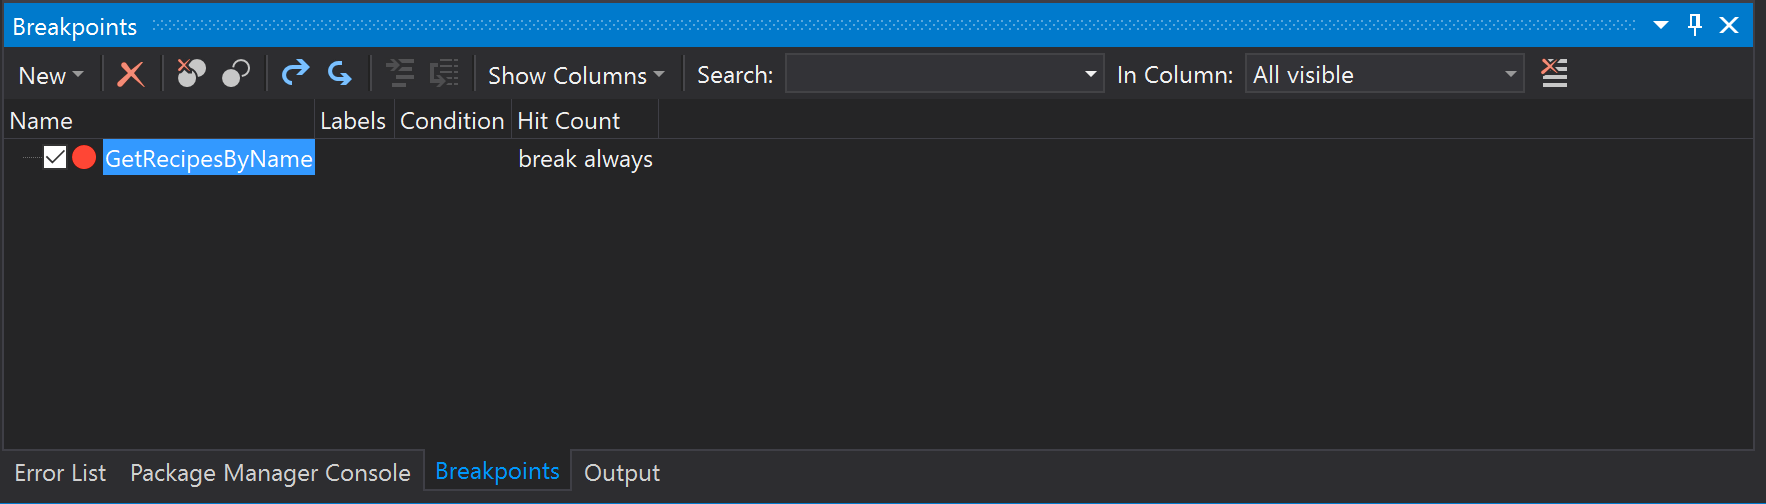 Breakpoints
New Show Columns Search: In Column: All visible
Name Labels Condition Hit Count
GetRecipesByName break always
Error List Package Manager Console Breakpoints Output